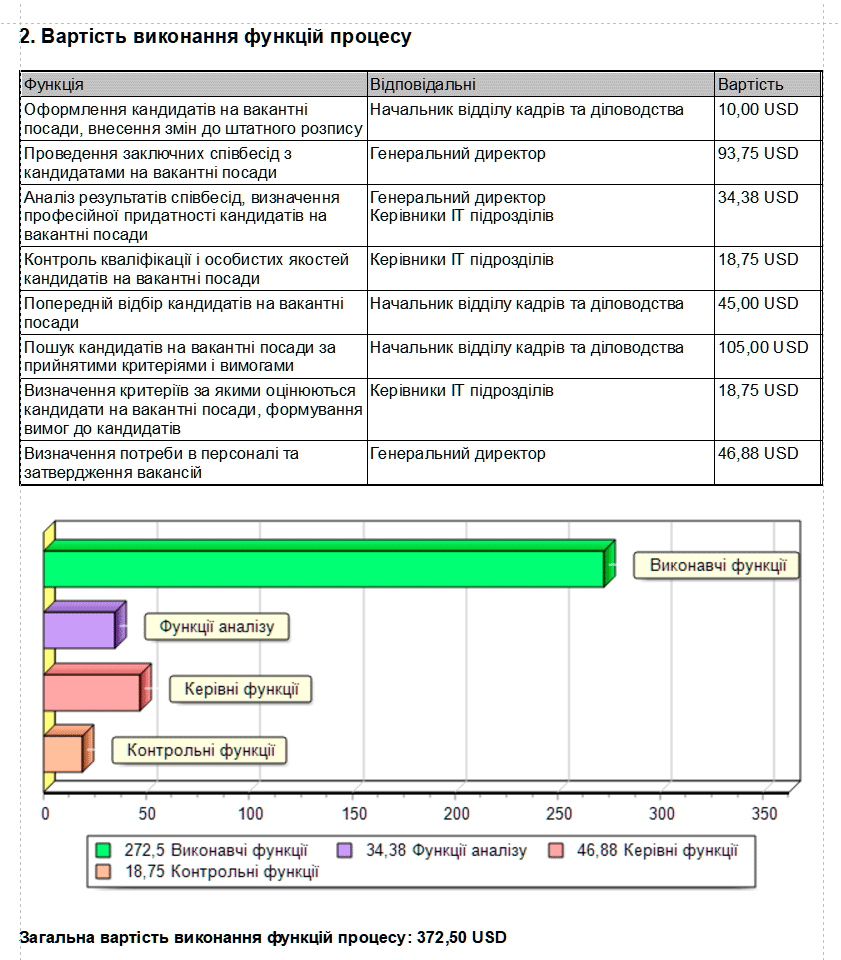 2. Вартість виконання функцій процесу
Функція Відповідальні Вартість
Оформлення кандидатів на вакантні посади, внесення змін до штатного розпису Начальник відділу кадрів та діловодства 10,00 USD
Проведення заключних співбесід з кандидатами на вакантні посади Генеральний директор 93,75 USD
Аналіз результатів співбесід, визначення професійної придатності кандидатів на вакантні посади Генеральний директор Керівники ІТ підрозділів 34,38 USD
Контроль кваліфікації і особистих якостей кандидатів на вакантні посади Керівники ІТ підрозділів 18,75 USD
Попередній відбір кандидатів на вакантні посади Начальник відділу кадрів та діловодства 45,00 USD
Пошук кандидатів на вакантні посади за прийнятими критеріями і вимогами Начальник відділу кадрів та діловодства 105,00 USD
Визначення критеріїв за якими оцінюються кандидати на вакантні посади, формування вимог до кандидатів Керівники ІТ підрозділів 18,75 USD
Визначення потреби в персоналі та затвердження вакансій Генеральний директор 46,88 USD
Виконавчі функції
Функції аналізу
Керівні функції
Контрольні функції
0 50 100 150 200 250 300 350
272,5 Виконавчі функції 34,38 Функції аналізу 46,88 Керівні функції
18,75 Контрольні функції
Загальна вартість виконання функцій процесу: 372,50 USD